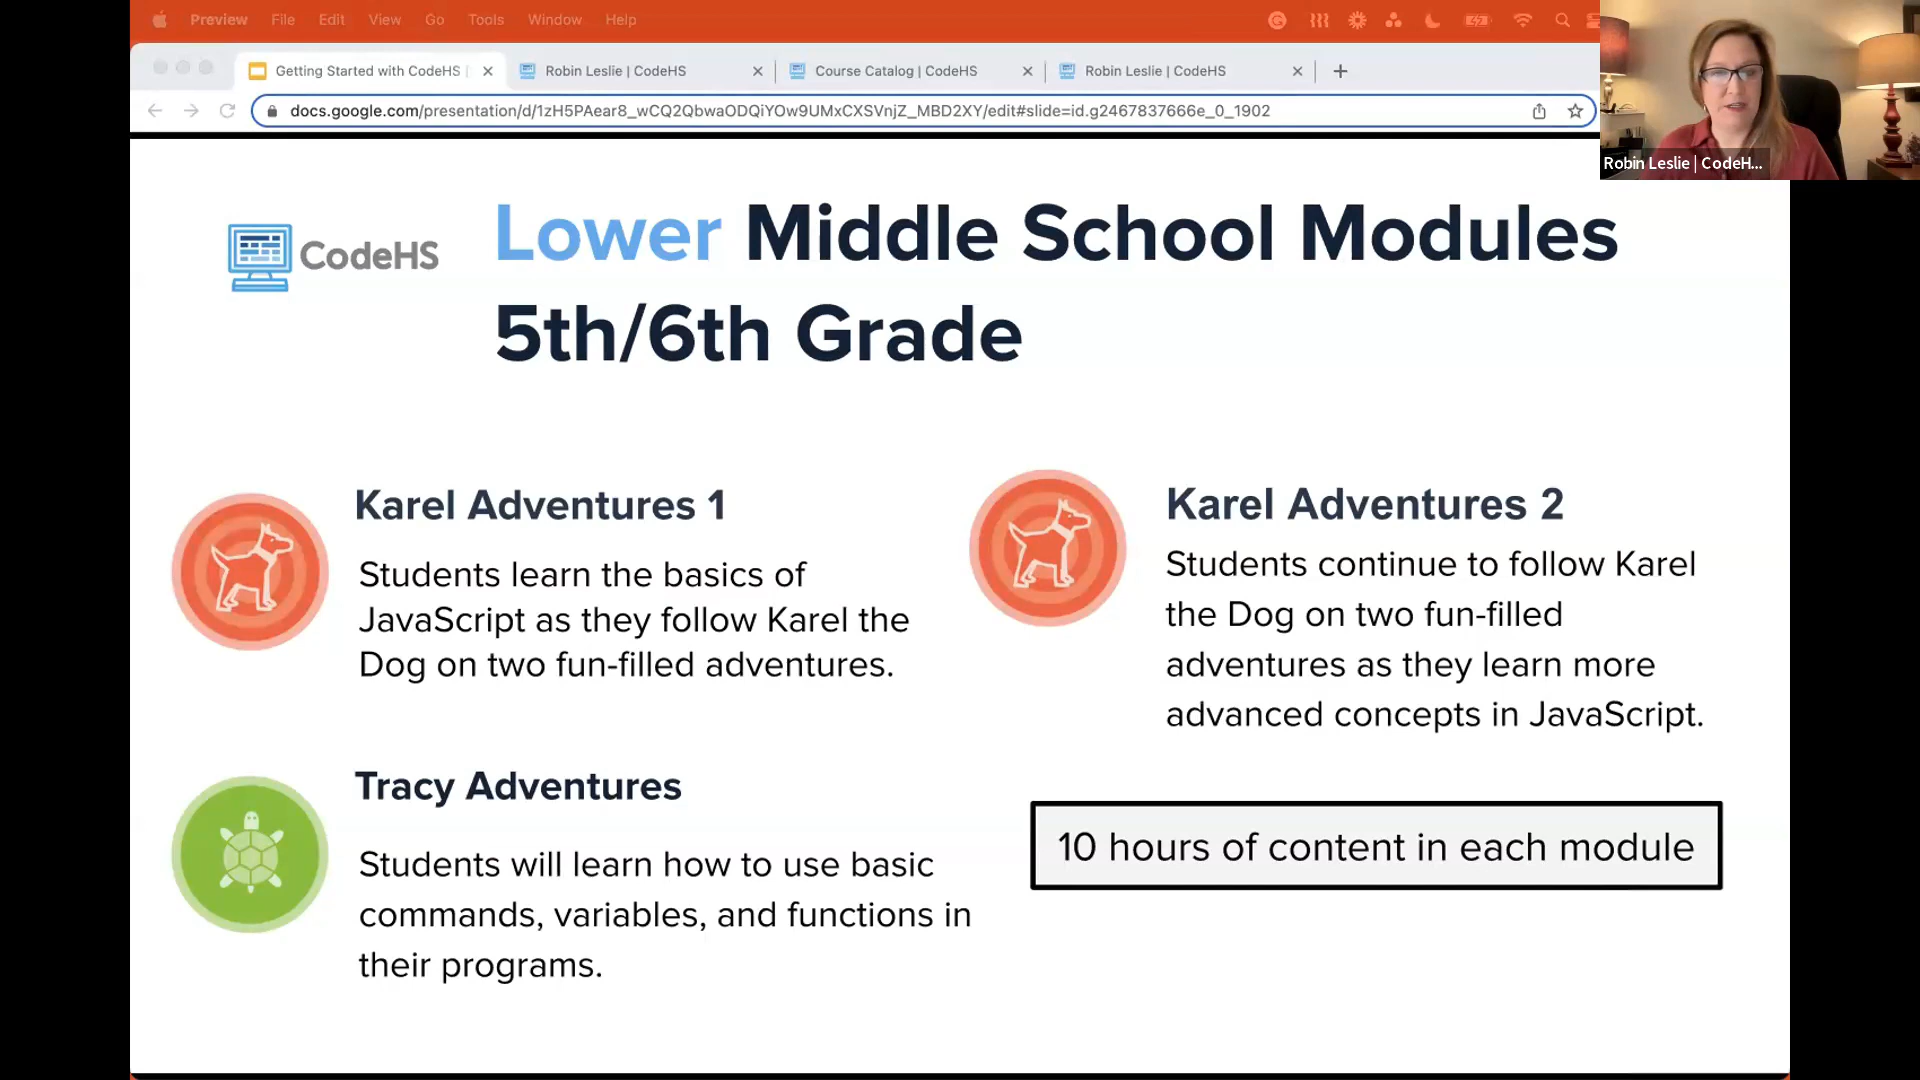 Preview File Edit View Go Tools Window Help
Getting Started with CodeHS | Robin Leslie | CodeHS Course Catalog | CodeHS Robin Leslie | CodeHS
docs.google.com/presentation/d/1zH5PAear8_wCQ2QbwaODQiYOw9UMxCXSVnjZ_MBD2XY/edit#slide=id.g2467837666e_0_1902
Robin Leslie | CodeH...
CodeHS
Lower Middle School Modules
5th/6th Grade
Karel Adventures 1
Students learn the basics of
JavaScript as they follow Karel the
Dog on two fun-filled adventures.
Karel Adventures 2
Students continue to follow Karel
the Dog on two fun-filled
adventures as they learn more
advanced concepts in JavaScript.
Tracy Adventures
Students will learn how to use basic
commands, variables, and functions in
their programs.
10 hours of content in each module